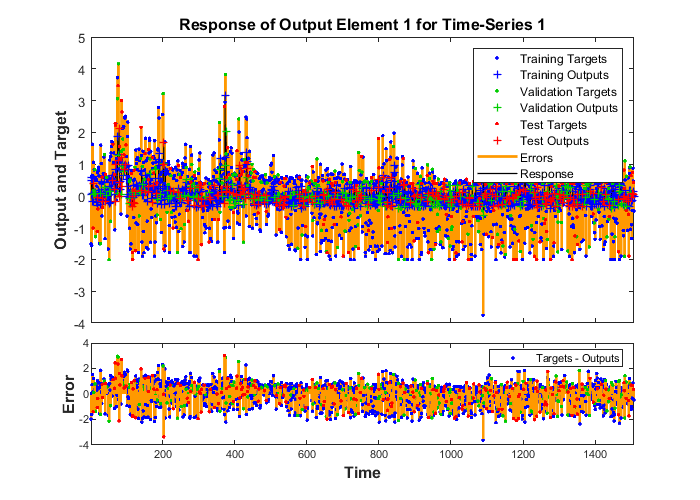 Response of Output Element 1 for Time-Series 1
Output and Target
5
4
3
2
1
0
-1
-2
-3
-4
Training Targets
Training Outputs
Validation Targets
Validation Outputs
Test Targets
Test Outputs
Errors
Response
Error
4
2
0
-2
-4
Targets - Outputs
200
400
600
800
1000
1200
1400
Time